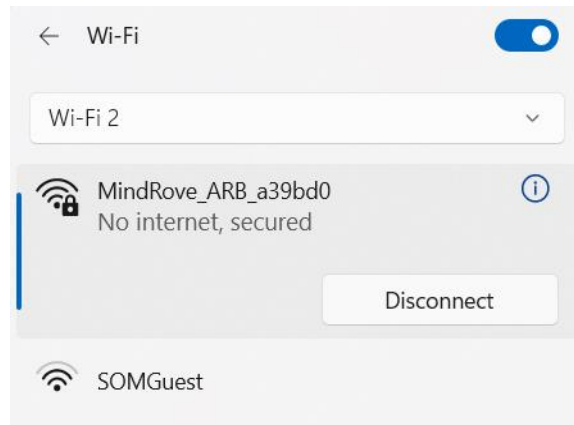 Wi-Fi
Wi-Fi 2
MindRove_ARB_a39bd0
No internet, secured
Disconnect
SOMGuest